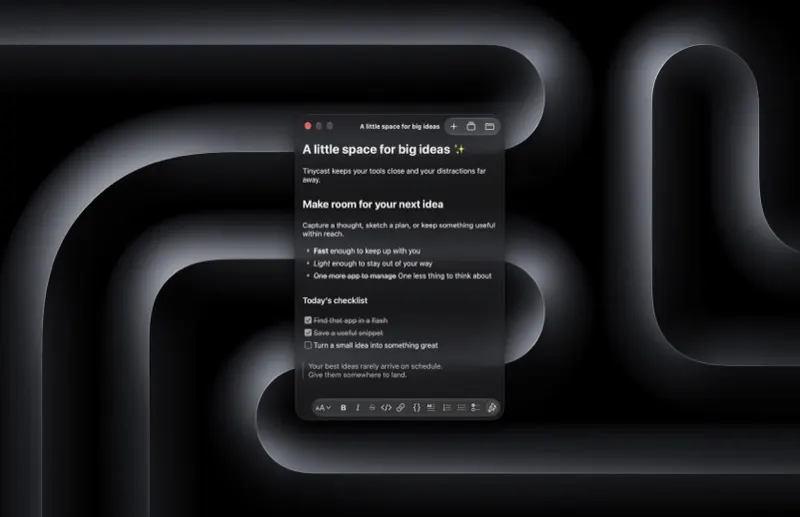 A little space for big ideas
A little space for big ideas ✨
Tinycast keeps your tools close and your distractions far
away.
Make room for your next idea
Capture a thought, sketch a plan, or keep something useful
within reach.
• Fast enough to keep up with you
• Light enough to stay out of your way
• One more app to manage One less thing to think about
Today's checklist
Find that app in a flash
Save a useful snippet
Turn a small idea into something great
Your best ideas rarely arrive on schedule.
Give them somewhere to land.
AA B I S </> {}